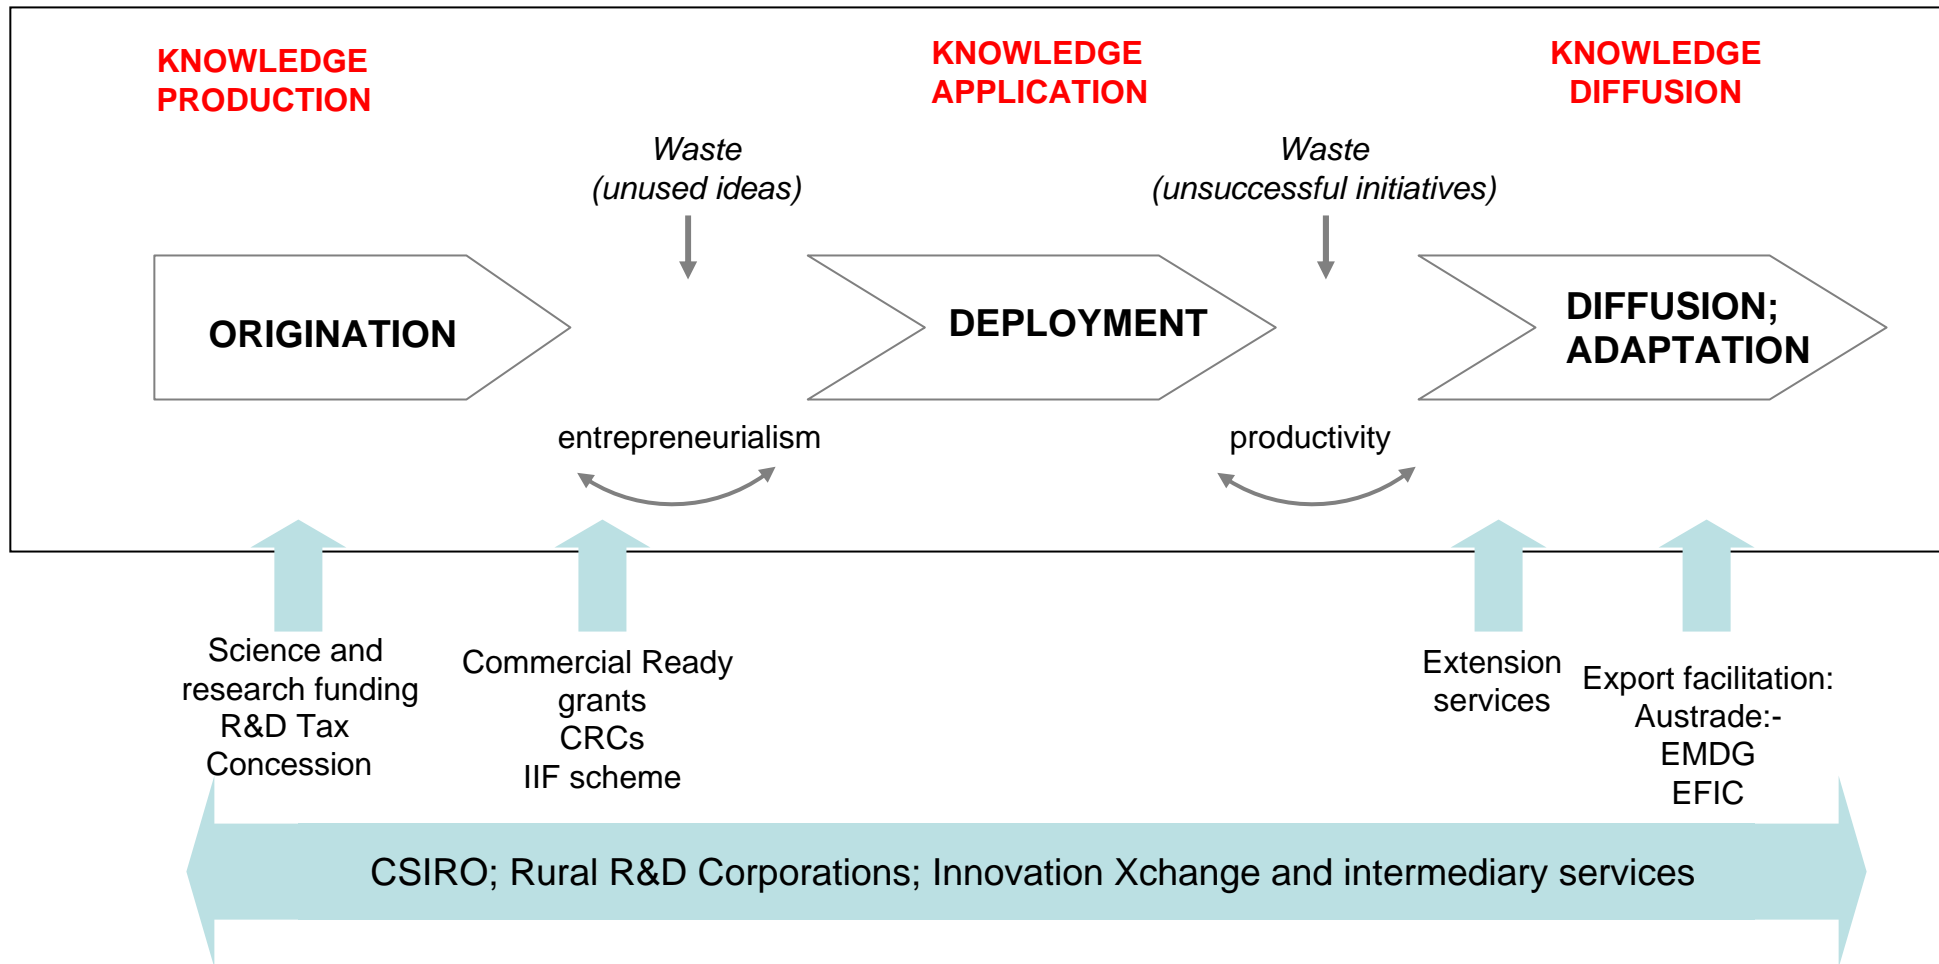 KNOWLEDGE
PRODUCTION
KNOWLEDGE
APPLICATION
KNOWLEDGE
DIFFUSION
Waste
(unused ideas)
Waste
(unsuccessful initiatives)
ORIGINATION
DEPLOYMENT
DIFFUSION;
ADAPTATION
entrepreneurialism
productivity
Science and
research funding
R&D Tax
Concession
Commercial Ready
grants
CRCs
IIF scheme
Extension
services
Export facilitation:
Austrade:-
EMDG
EFIC
CSIRO; Rural R&D Corporations; Innovation Xchange and intermediary services